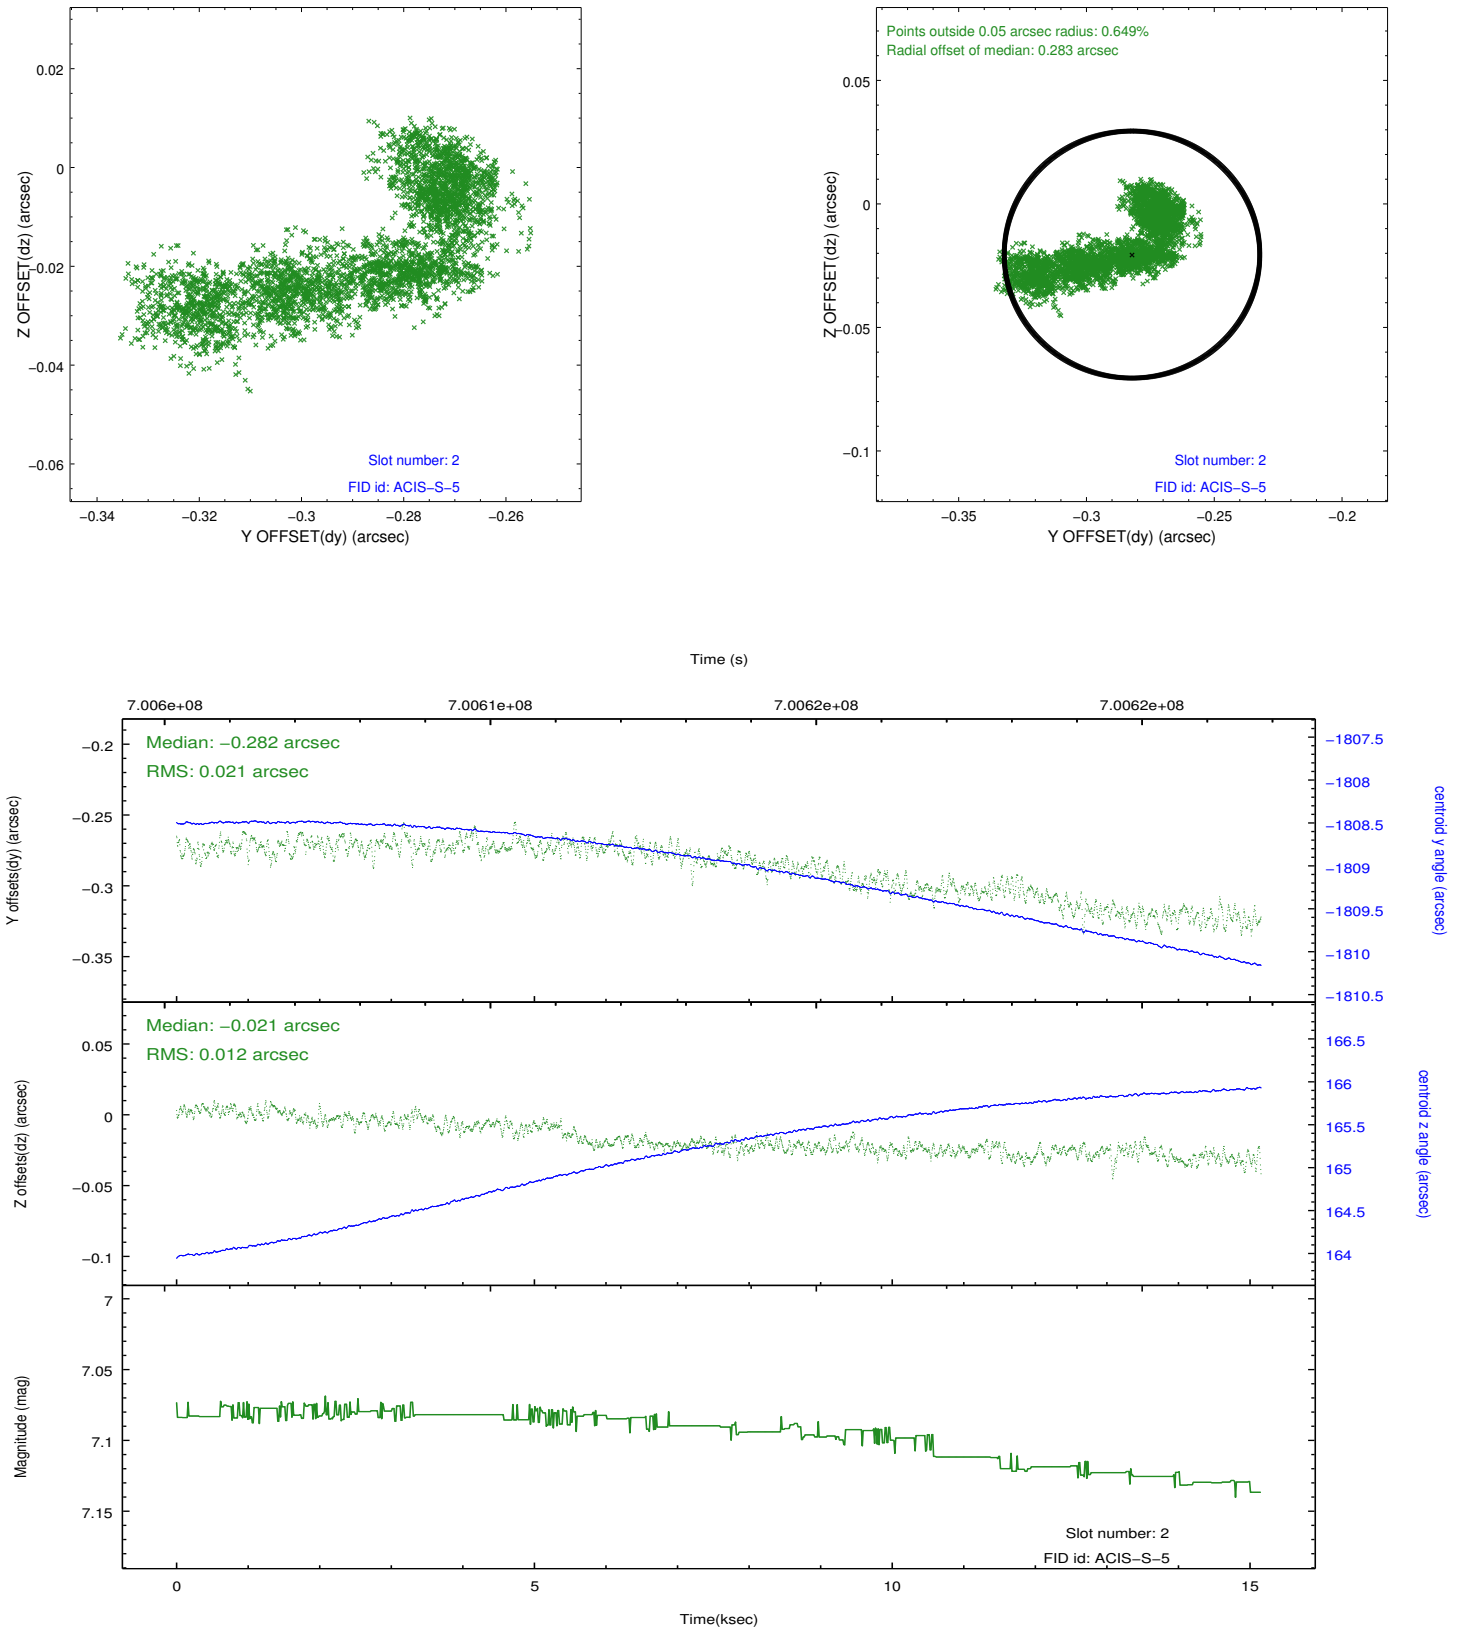 0.02
0
−0.02
−0.04
−0.06
Z OFFSET(dz) (arcsec)
Slot number: 2
FID id: ACIS−S−5
−0.34
−0.32
−0.3
−0.28
−0.26
Y OFFSET(dy) (arcsec)
Points outside 0.05 arcsec radius: 0.649%
Radial offset of median: 0.283 arcsec
0.05
0
−0.05
−0.1
Z OFFSET(dz) (arcsec)
Slot number: 2
FID id: ACIS−S−5
−0.35
−0.3
−0.25
−0.2
Y OFFSET(dy) (arcsec)
Time (s)
7.006e+08
7.0061e+08
7.0062e+08
7.0062e+08
Median: −0.282 arcsec
RMS: 0.021 arcsec
−0.2
−0.25
−0.3
−0.35
Y offsets(dy) (arcsec)
−1807.5
−1808
−1808.5
−1809
−1809.5
−1810
−1810.5
centroid y angle (arcsec)
Median: −0.021 arcsec
RMS: 0.012 arcsec
0.05
0
−0.05
−0.1
Z offsets(dz) (arcsec)
166.5
166
165.5
165
164.5
164
centroid z angle (arcsec)
7
7.05
7.1
7.15
Magnitude (mag)
Slot number: 2
FID id: ACIS−S−5
0
5
10
15
Time(ksec)